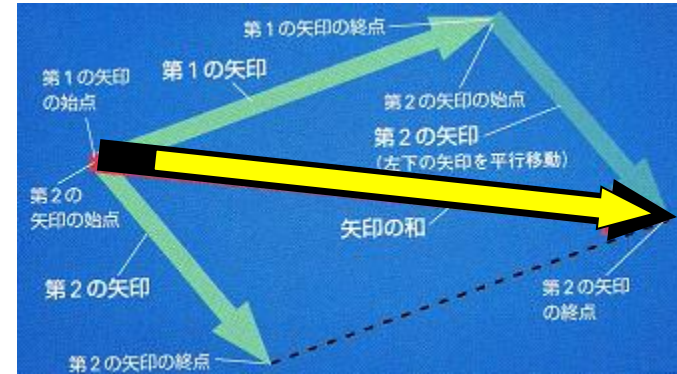 第1の矢印の終点
第1の矢印
第1の矢印
の始点
第2の矢印の始点
第2の矢印
(左下の矢印を平行移動)
第2の
矢印の始点
矢印の和
第2の矢印
第2の矢印
の終点
第2の矢印の終点